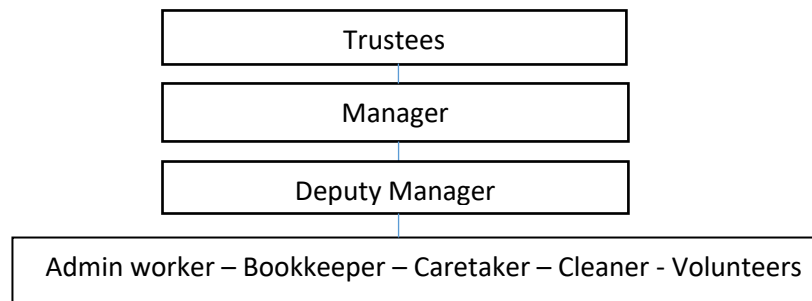 Trustees
Manager
Deputy Manager
Admin worker – Bookkeeper – Caretaker – Cleaner - Volunteers